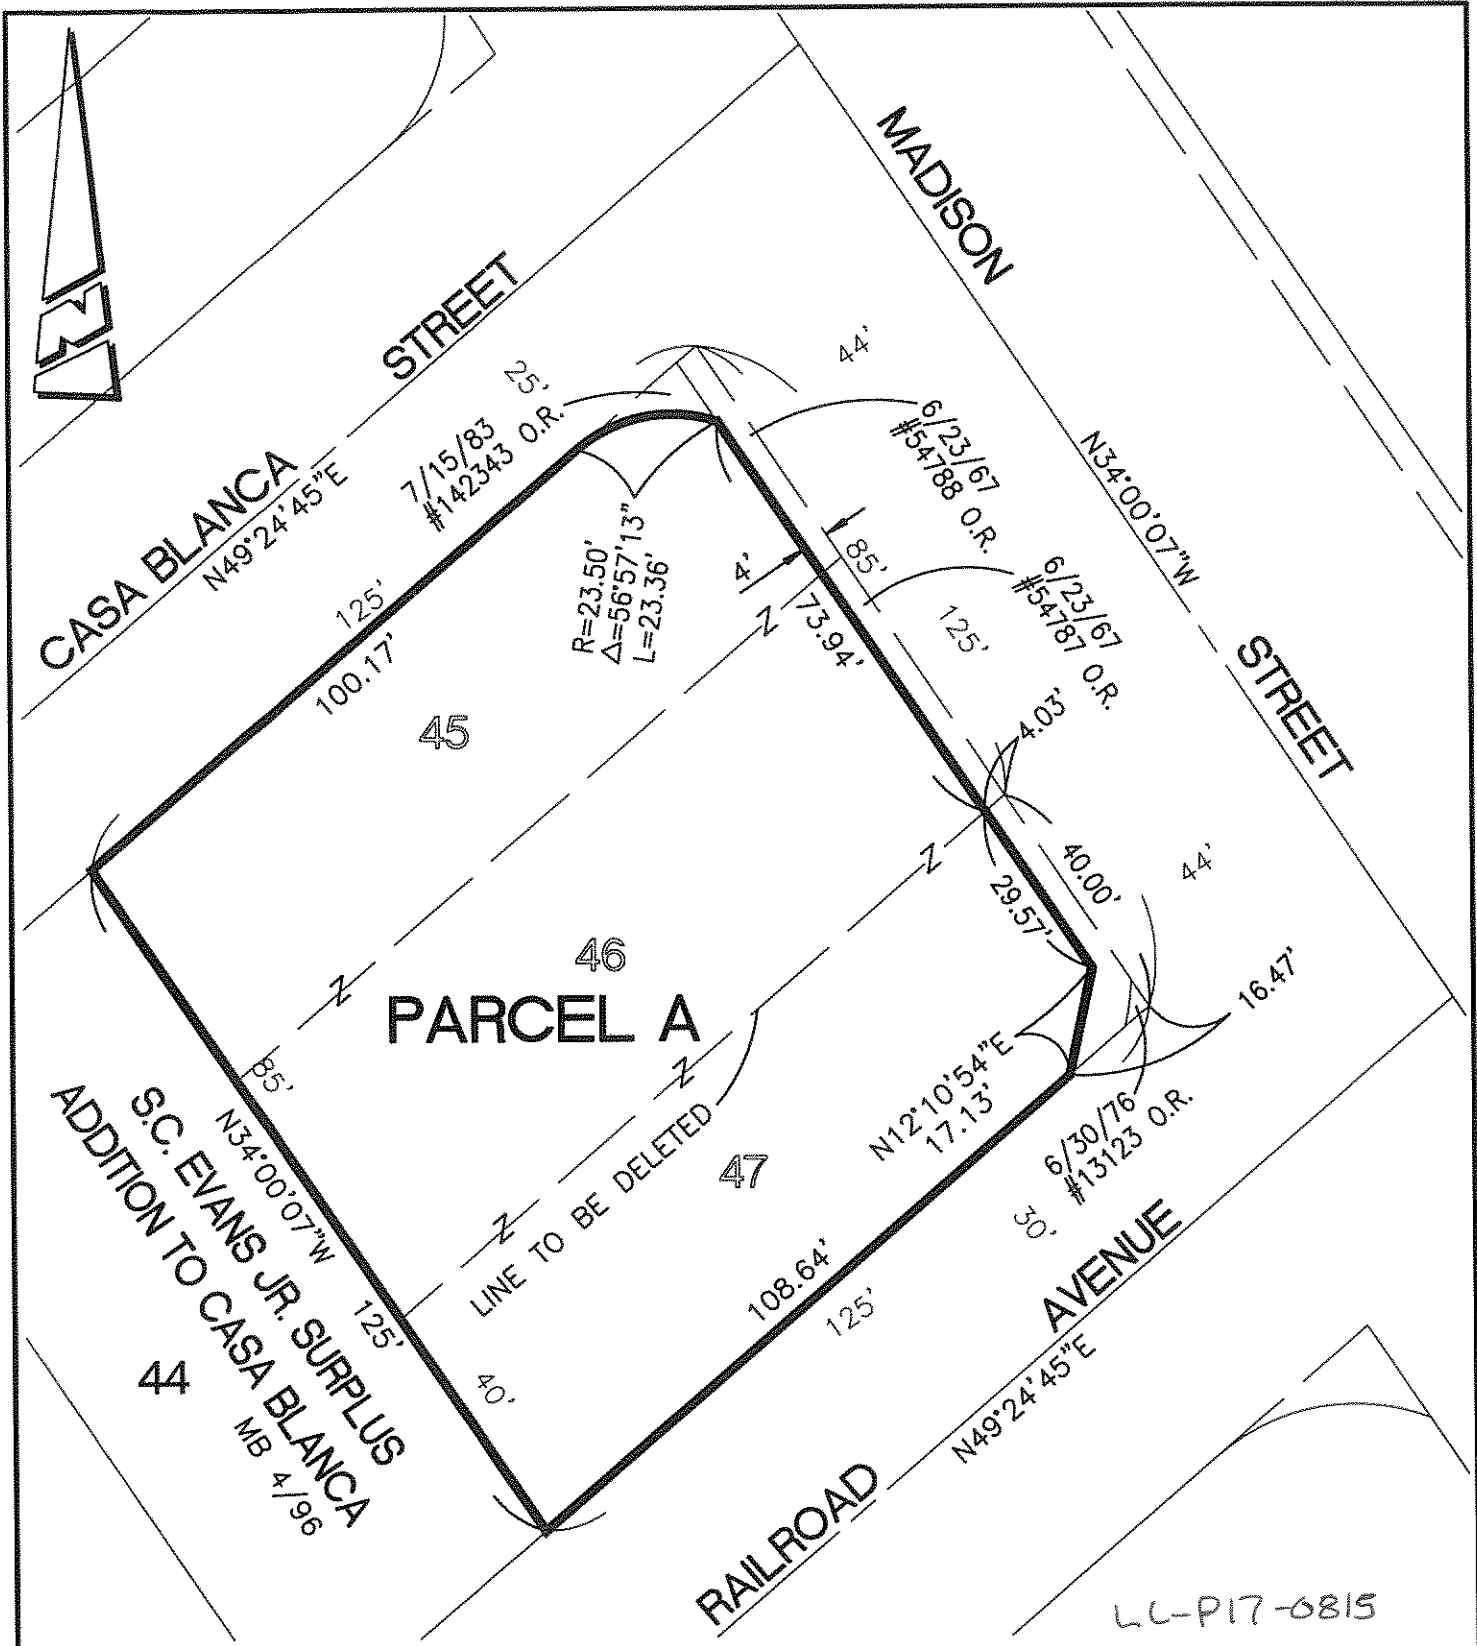 N
MADISON
STREET
N34°00'07"W
CASA BLANCA
STREET
N49°24'45"E
25'
44'
7/15/83
#142343 O.R.
6/23/67
#54788 O.R.
6/23/67
#54787 O.R.
R=23.50'
Δ=56°57'13"
L=23.36'
4'
85'
73.94'
125'
125'
100.17'
4.03'
45
Z
Z
Z
Z
Z
Z
40.00'
29.57'
44'
16.47'
46
PARCEL A
85'
N34°00'07"W
125'
40'
S.C. EVANS JR. SURPLUS
ADDITION TO CASA BLANCA
MB 4/96
44
LINE TO BE DELETED
47
N12°10'54"E
17.13'
6/30/76
#13123 O.R.
30'
108.64'
125'
RAILROAD
AVENUE
N49°24'45"E
LL-P17-0815